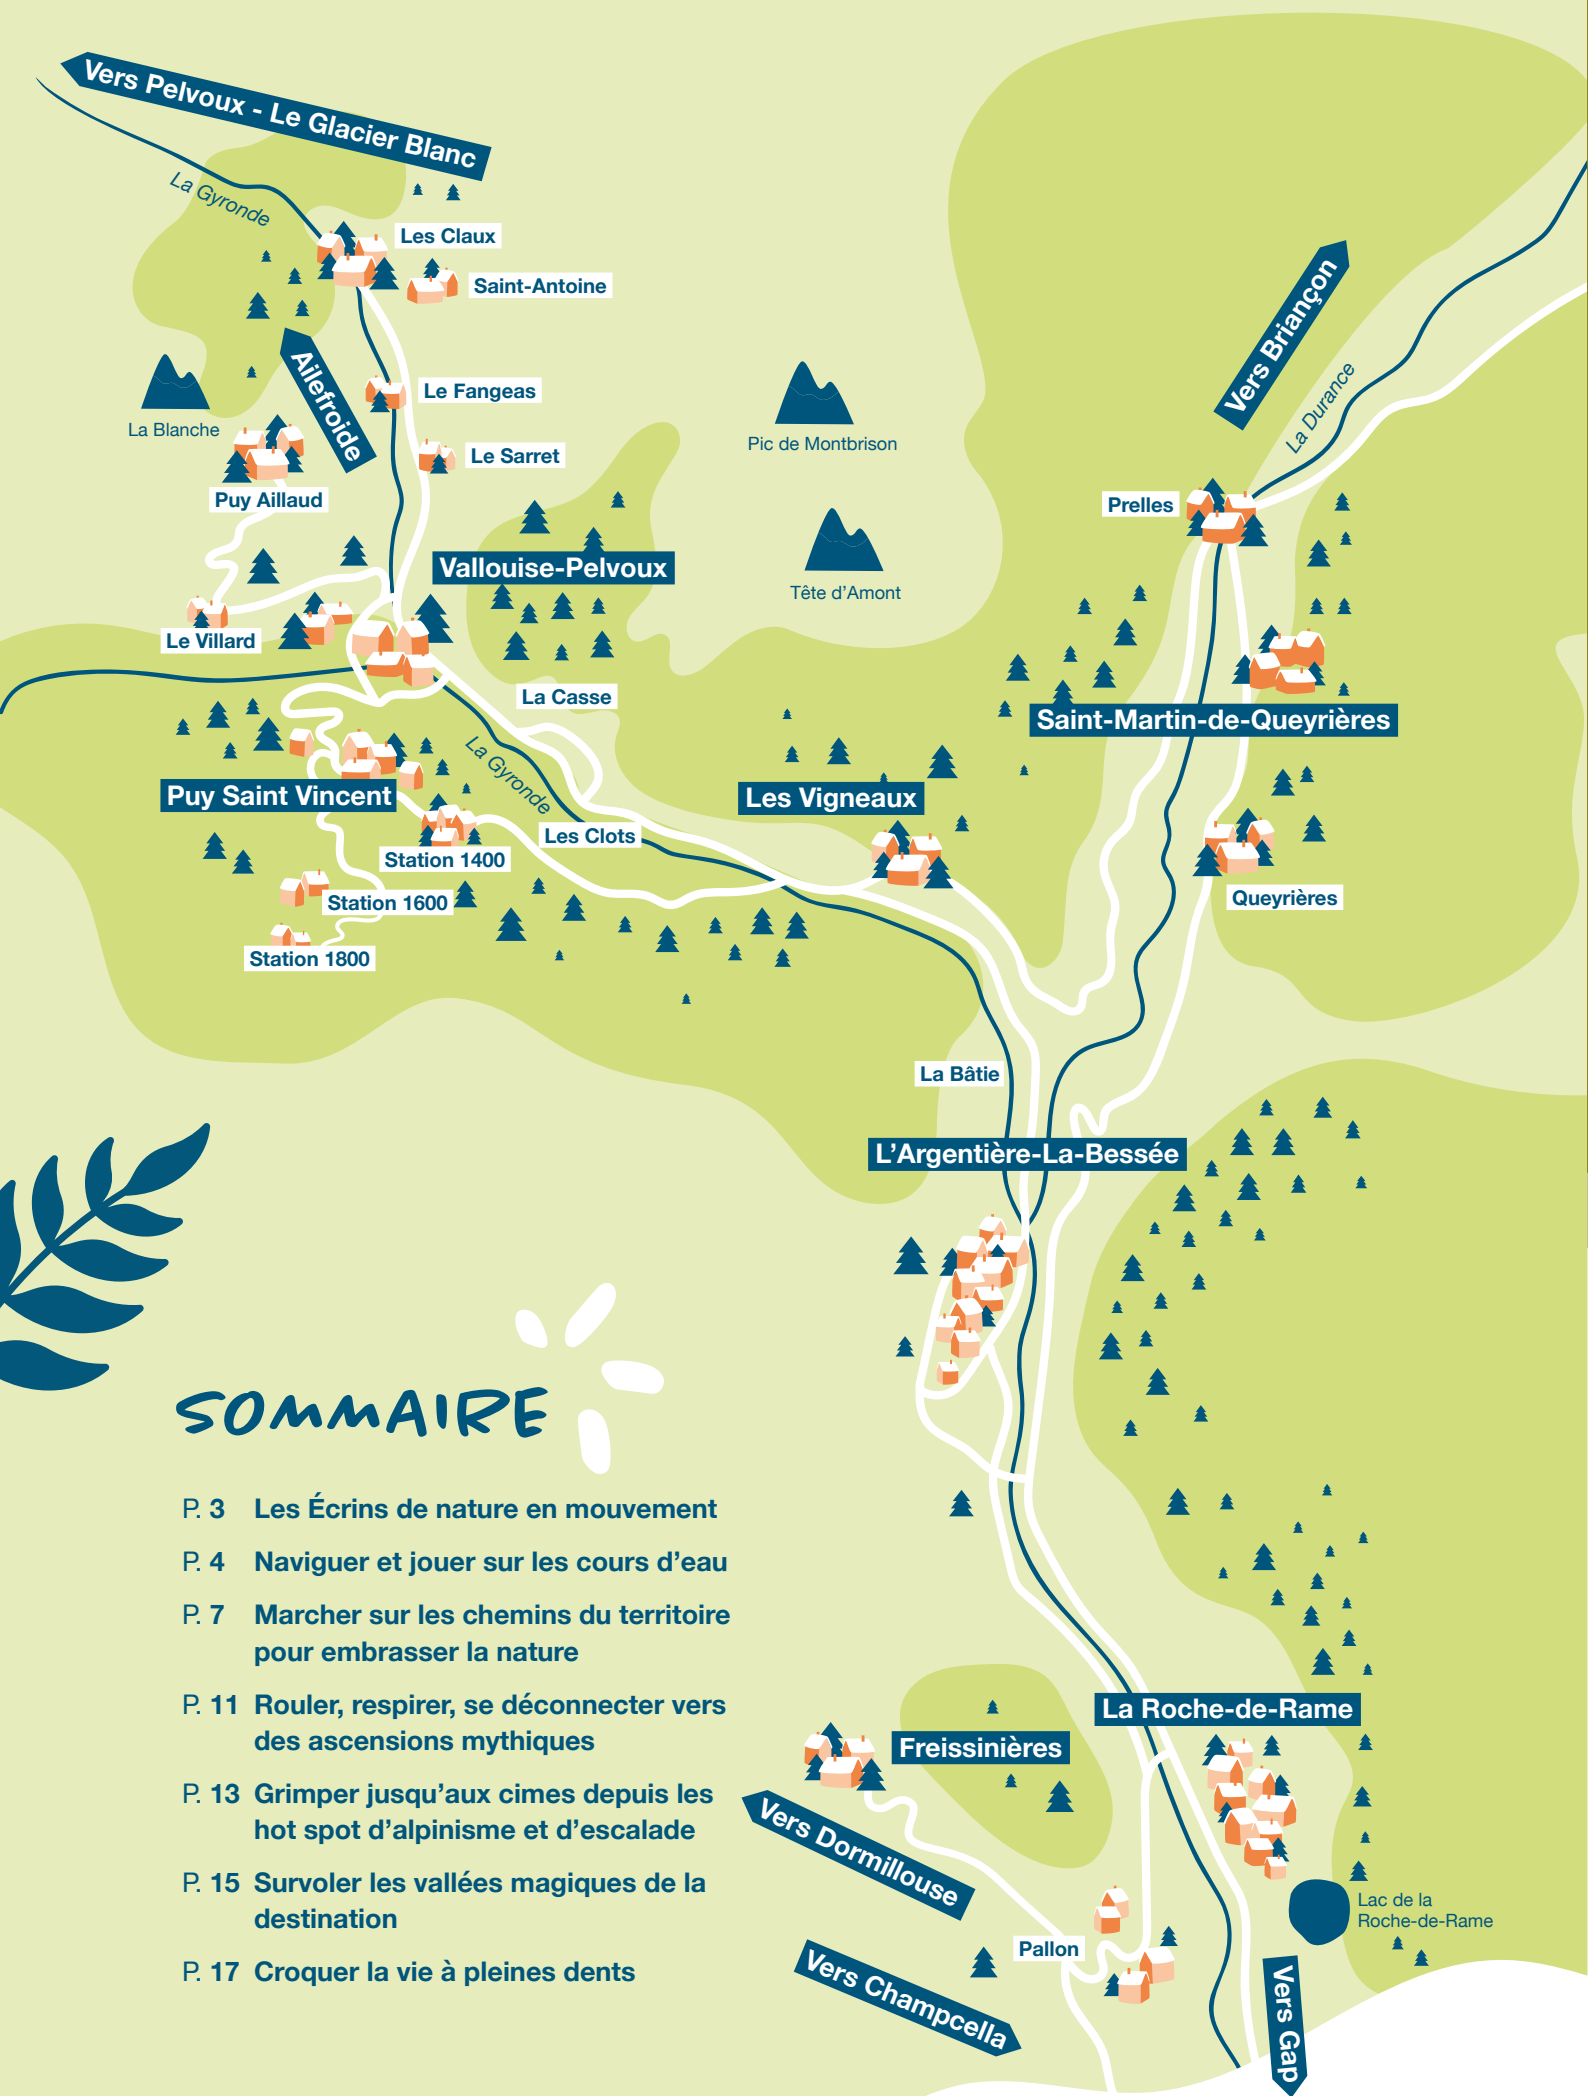 Vers Pelvoux - Le Glacier Blanc
La Gyronde
Les Claux
Saint-Antoine
Ailefroide
Le Fangeas
La Blanche
Le Sarret
Puy Aillaud
Pic de Montbrison
Vers Briançon
La Durance
Prelles
Vallouise-Pelvoux
Tête d'Amont
Le Villard
La Casse
Saint-Martin-de-Queyrières
La Gyronde
Puy Saint Vincent
Les Vigneaux
Les Clots
Station 1400
Station 1600
Queyrières
Station 1800
La Bâtie
L'Argentière-La-Bessée
SOMMAIRE
P. 3 Les Écrins de nature en mouvement
P. 4 Naviguer et jouer sur les cours d'eau
P. 7 Marcher sur les chemins du territoire
pour embrasser la nature
P. 11 Rouler, respirer, se déconnecter vers
des ascensions mythiques
P. 13 Grimper jusqu'aux cimes depuis les
hot spot d'alpinisme et d'escalade
P. 15 Survoler les vallées magiques de la
destination
P. 17 Croquer la vie à pleines dents
La Roche-de-Rame
Freissinières
Vers Dormillouse
Lac de la
Roche-de-Rame
Pallon
Vers Champcella
Vers Gap